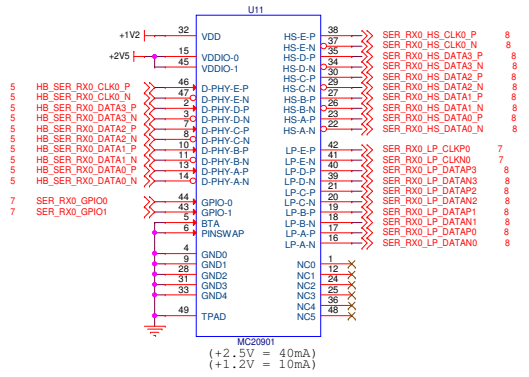 U11
+1V2 32 VDD HS-E-P 38 SER_RX0_HS_CLK0_P 8
HS-E-N 37 SER_RX0_HS_CLK0_N 8
+2V5 15 VDDIO-0 HS-D-P 35 SER_RX0_HS_DATA3_P 8
45 VDDIO-1 HS-D-N 34 SER_RX0_HS_DATA3_N 8
HS-C-P 30 SER_RX0_HS_DATA2_P 8
5 HB_SER_RX0_CLK0_P 46 D-PHY-E-P HS-C-N 29 SER_RX0_HS_DATA2_N 8
5 HB_SER_RX0_CLK0_N 47 D-PHY-E-N HS-B-P 27 SER_RX0_HS_DATA1_P 8
5 HB_SER_RX0_DATA3_P 2 D-PHY-D-P HS-B-N 26 SER_RX0_HS_DATA1_N 8
5 HB_SER_RX0_DATA3_N 3 D-PHY-D-N HS-A-P 23 SER_RX0_HS_DATA0_P 8
5 HB_SER_RX0_DATA2_P 7 D-PHY-C-P HS-A-N 22 SER_RX0_HS_DATA0_N 8
5 HB_SER_RX0_DATA2_N 8 D-PHY-C-N
5 HB_SER_RX0_DATA1_P 10 D-PHY-B-P LP-E-P 42 SER_RX0_LP_CLKP0 7
5 HB_SER_RX0_DATA1_N 11 D-PHY-B-N LP-E-N 41 SER_RX0_LP_CLKN0 7
5 HB_SER_RX0_DATA0_P 13 D-PHY-A-P LP-D-P 40 SER_RX0_LP_DATAP3 8
5 HB_SER_RX0_DATA0_N 14 D-PHY-A-N LP-D-N 39 SER_RX0_LP_DATAN3 8
LP-C-P 21 SER_RX0_LP_DATAP2 8
7 SER_RX0_GPIO0 44 GPIO-0 LP-C-N 20 SER_RX0_LP_DATAN2 8
7 SER_RX0_GPIO1 43 GPIO-1 LP-B-P 19 SER_RX0_LP_DATAP1 8
5 BTA LP-B-N 18 SER_RX0_LP_DATAN1 8
6 PINSWAP LP-A-P 17 SER_RX0_LP_DATAP0 8
LP-A-N 16 SER_RX0_LP_DATAN0 8
4 GND0
9 GND1 NC0 1
28 GND2 NC1 12
31 GND3 NC2 24
33 GND4 NC3 25
NC4 36
49 TPAD NC5 48
MC20901
(+2.5V = 40mA)
(+1.2V = 10mA)